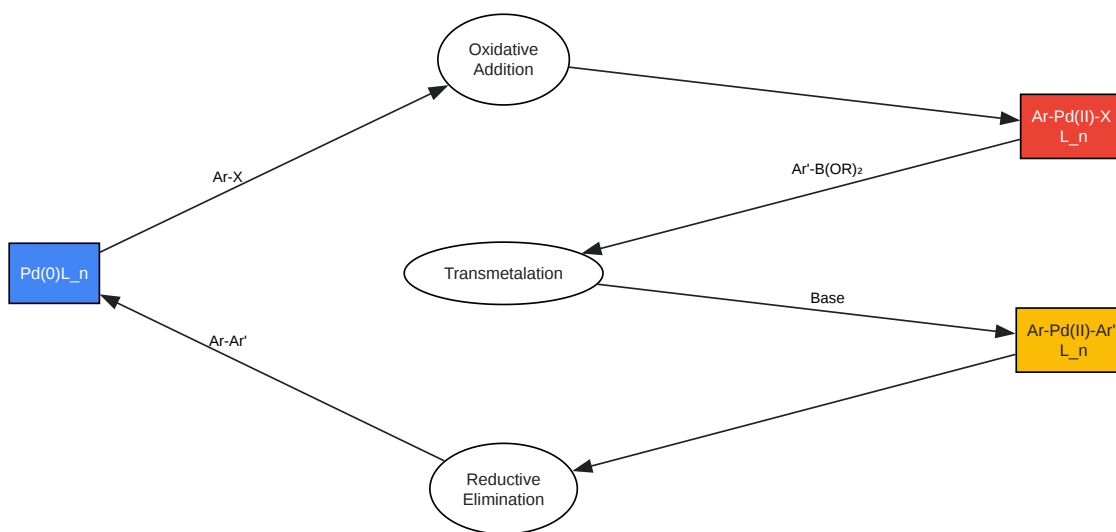 Oxidative
Addition
Ar-Pd(II)-X
L_n
Ar'-B(OR)₂
Ar-X
Pd(0)L_n
Transmetalation
Base
Ar-Pd(II)-Ar'
L_n
Ar-Ar'
Reductive
Elimination